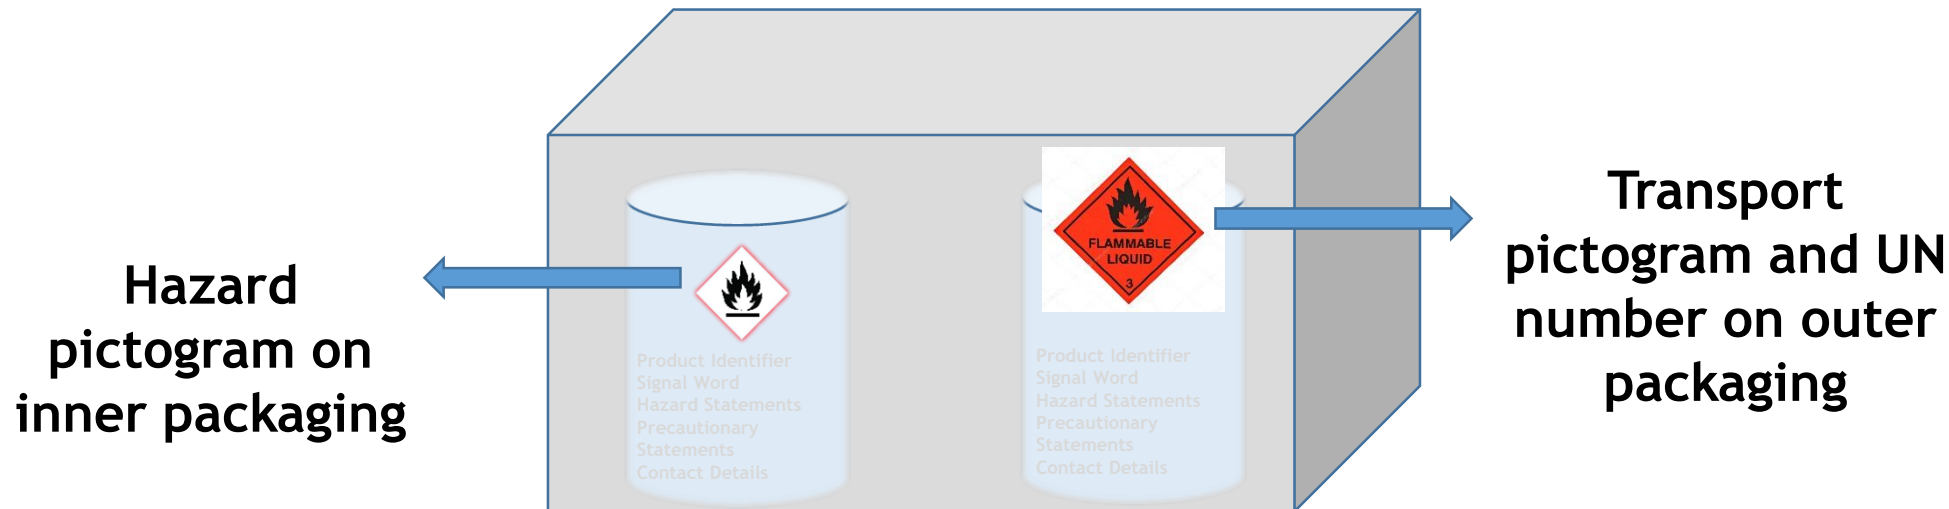 Hazard
pictogram on
inner packaging
Product Identifier
Signal Word
Hazard Statements
Precautionary
Statements
Contact Details
FLAMMABLE
LIQUID
3
Product Identifier
Signal Word
Hazard Statements
Precautionary
Statements
Contact Details
Transport
pictogram and UN
number on outer
packaging